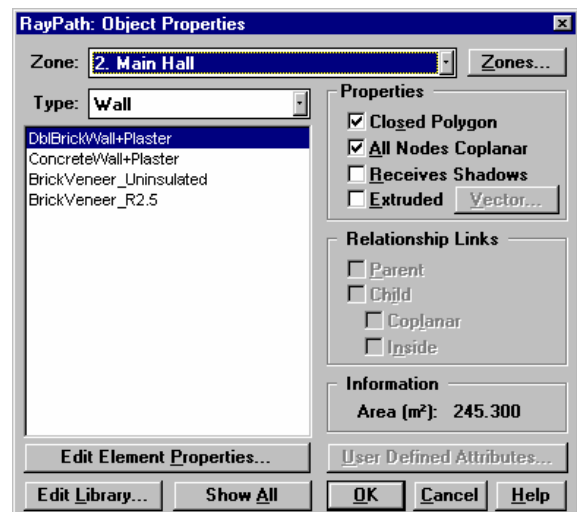 RayPath: Object Properties
Zone: 2. Main Hall Zones...
Type: Wall
DblBrickWall+Plaster
ConcreteWall+Plaster
BrickVeneer_Uninsulated
BrickVeneer_R2.5
Properties
Closed Polygon
All Nodes Coplanar
Receives Shadows
Extruded Vector...
Relationship Links
Parent
Child
Coplanar
Inside
Information
Area (m²): 245.300
Edit Element Properties... User Defined Attributes...
Edit Library... Show All OK Cancel Help